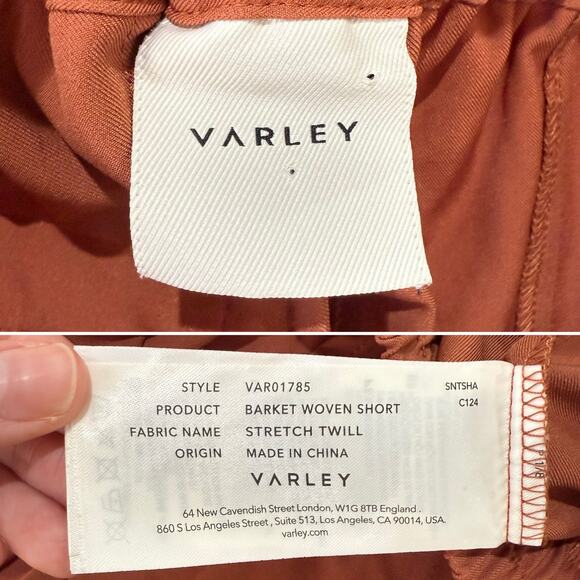 VARLEY
STYLE VAR01785 SNTSHA
PRODUCT BARKET WOVEN SHORT C124
FABRIC NAME STRETCH TWILL
ORIGIN MADE IN CHINA
VARLEY
64 New Cavendish Street London, W1G 8TB England .
860 S Los Angeles Street , Suite 513, Los Angeles, CA 90014, USA.
varley.com